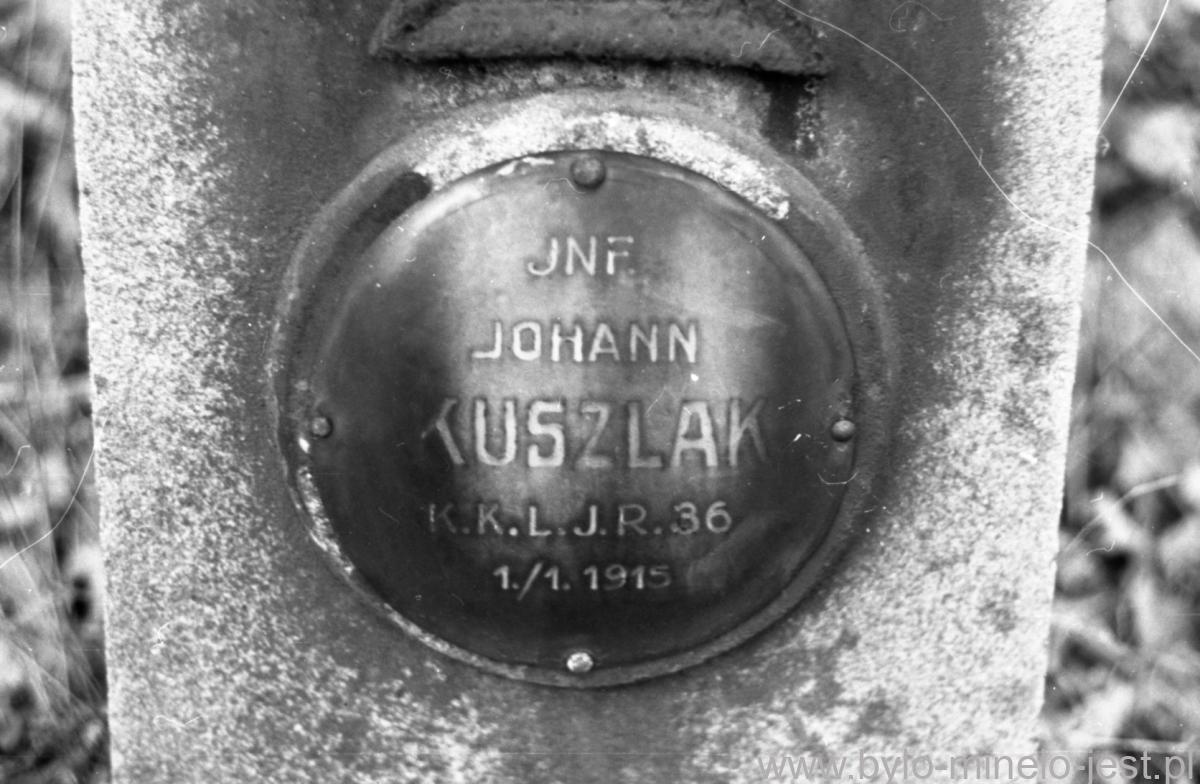 JNF.
JOHANN
KUSZLAK
K.K.L.J.R.36
1./1. 1915
www.bylo-minelo-jest.pl